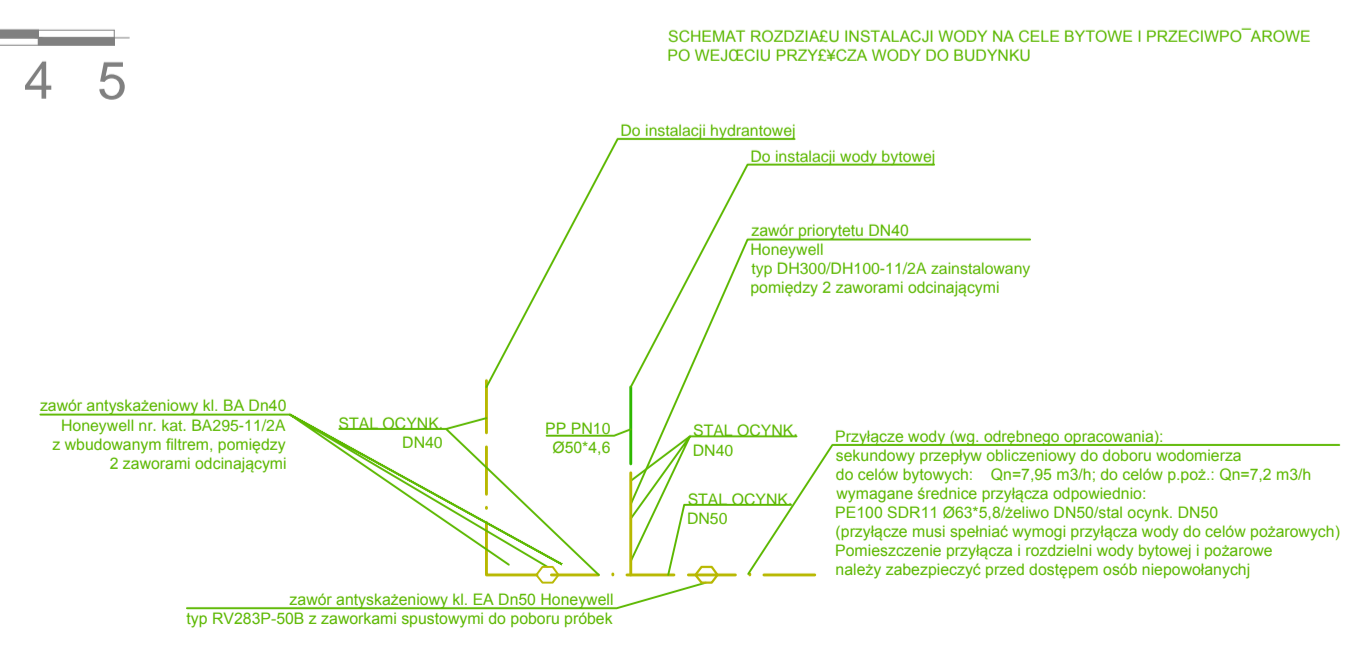 SCHEMAT ROZDZIA£U INSTALACJI WODY NA CELE BYTOWE I PRZECIWPO¯AROWE
PO WEJŒCIU PRZY£¥CZA WODY DO BUDYNKU
4 5
Do instalacji hydrantowej
Do instalacji wody bytowej
zawór priorytetu DN40
Honeywell
typ DH300/DH100-11/2A zainstalowany
pomiędzy 2 zaworami odcinającymi
zawór antyskażeniowy kl. BA Dn40
Honeywell nr. kat. BA295-11/2A
z wbudowanym filtrem, pomiędzy
2 zaworami odcinającymi
STAL OCYNK.
DN40
PP PN10
Ø50*4,6
STAL OCYNK.
DN40
STAL OCYNK.
DN50
Przyłącze wody (wg. odrębnego opracowania):
sekundowy przepływ obliczeniowy do doboru wodomierza
do celów bytowych: Qn=7,95 m3/h; do celów p.poż.: Qn=7,2 m3/h
wymagane średnice przyłącza odpowiednio:
PE100 SDR11 Ø63*5,8/żeliwo DN50/stal ocynk. DN50
(przyłącze musi spełniać wymogi przyłącza wody do celów pożarowych)
Pomieszczenie przyłącza i rozdzielni wody bytowej i pożarowe
należy zabezpieczyć przed dostępem osób niepowołanychj
zawór antyskażeniowy kl. EA Dn50 Honeywell
typ RV283P-50B z zaworkami spustowymi do poboru próbek